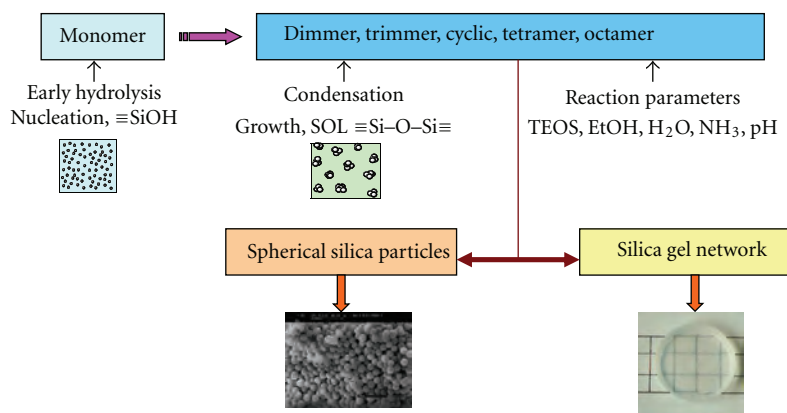 Monomer
Dimmer, trimmer, cyclic, tetramer, octamer
Early hydrolysis
Nucleation, ≡SiOH
Condensation
Growth, SOL ≡Si–O–Si≡
Reaction parameters
TEOS, EtOH, H₂O, NH₃, pH
Spherical silica particles
Silica gel network